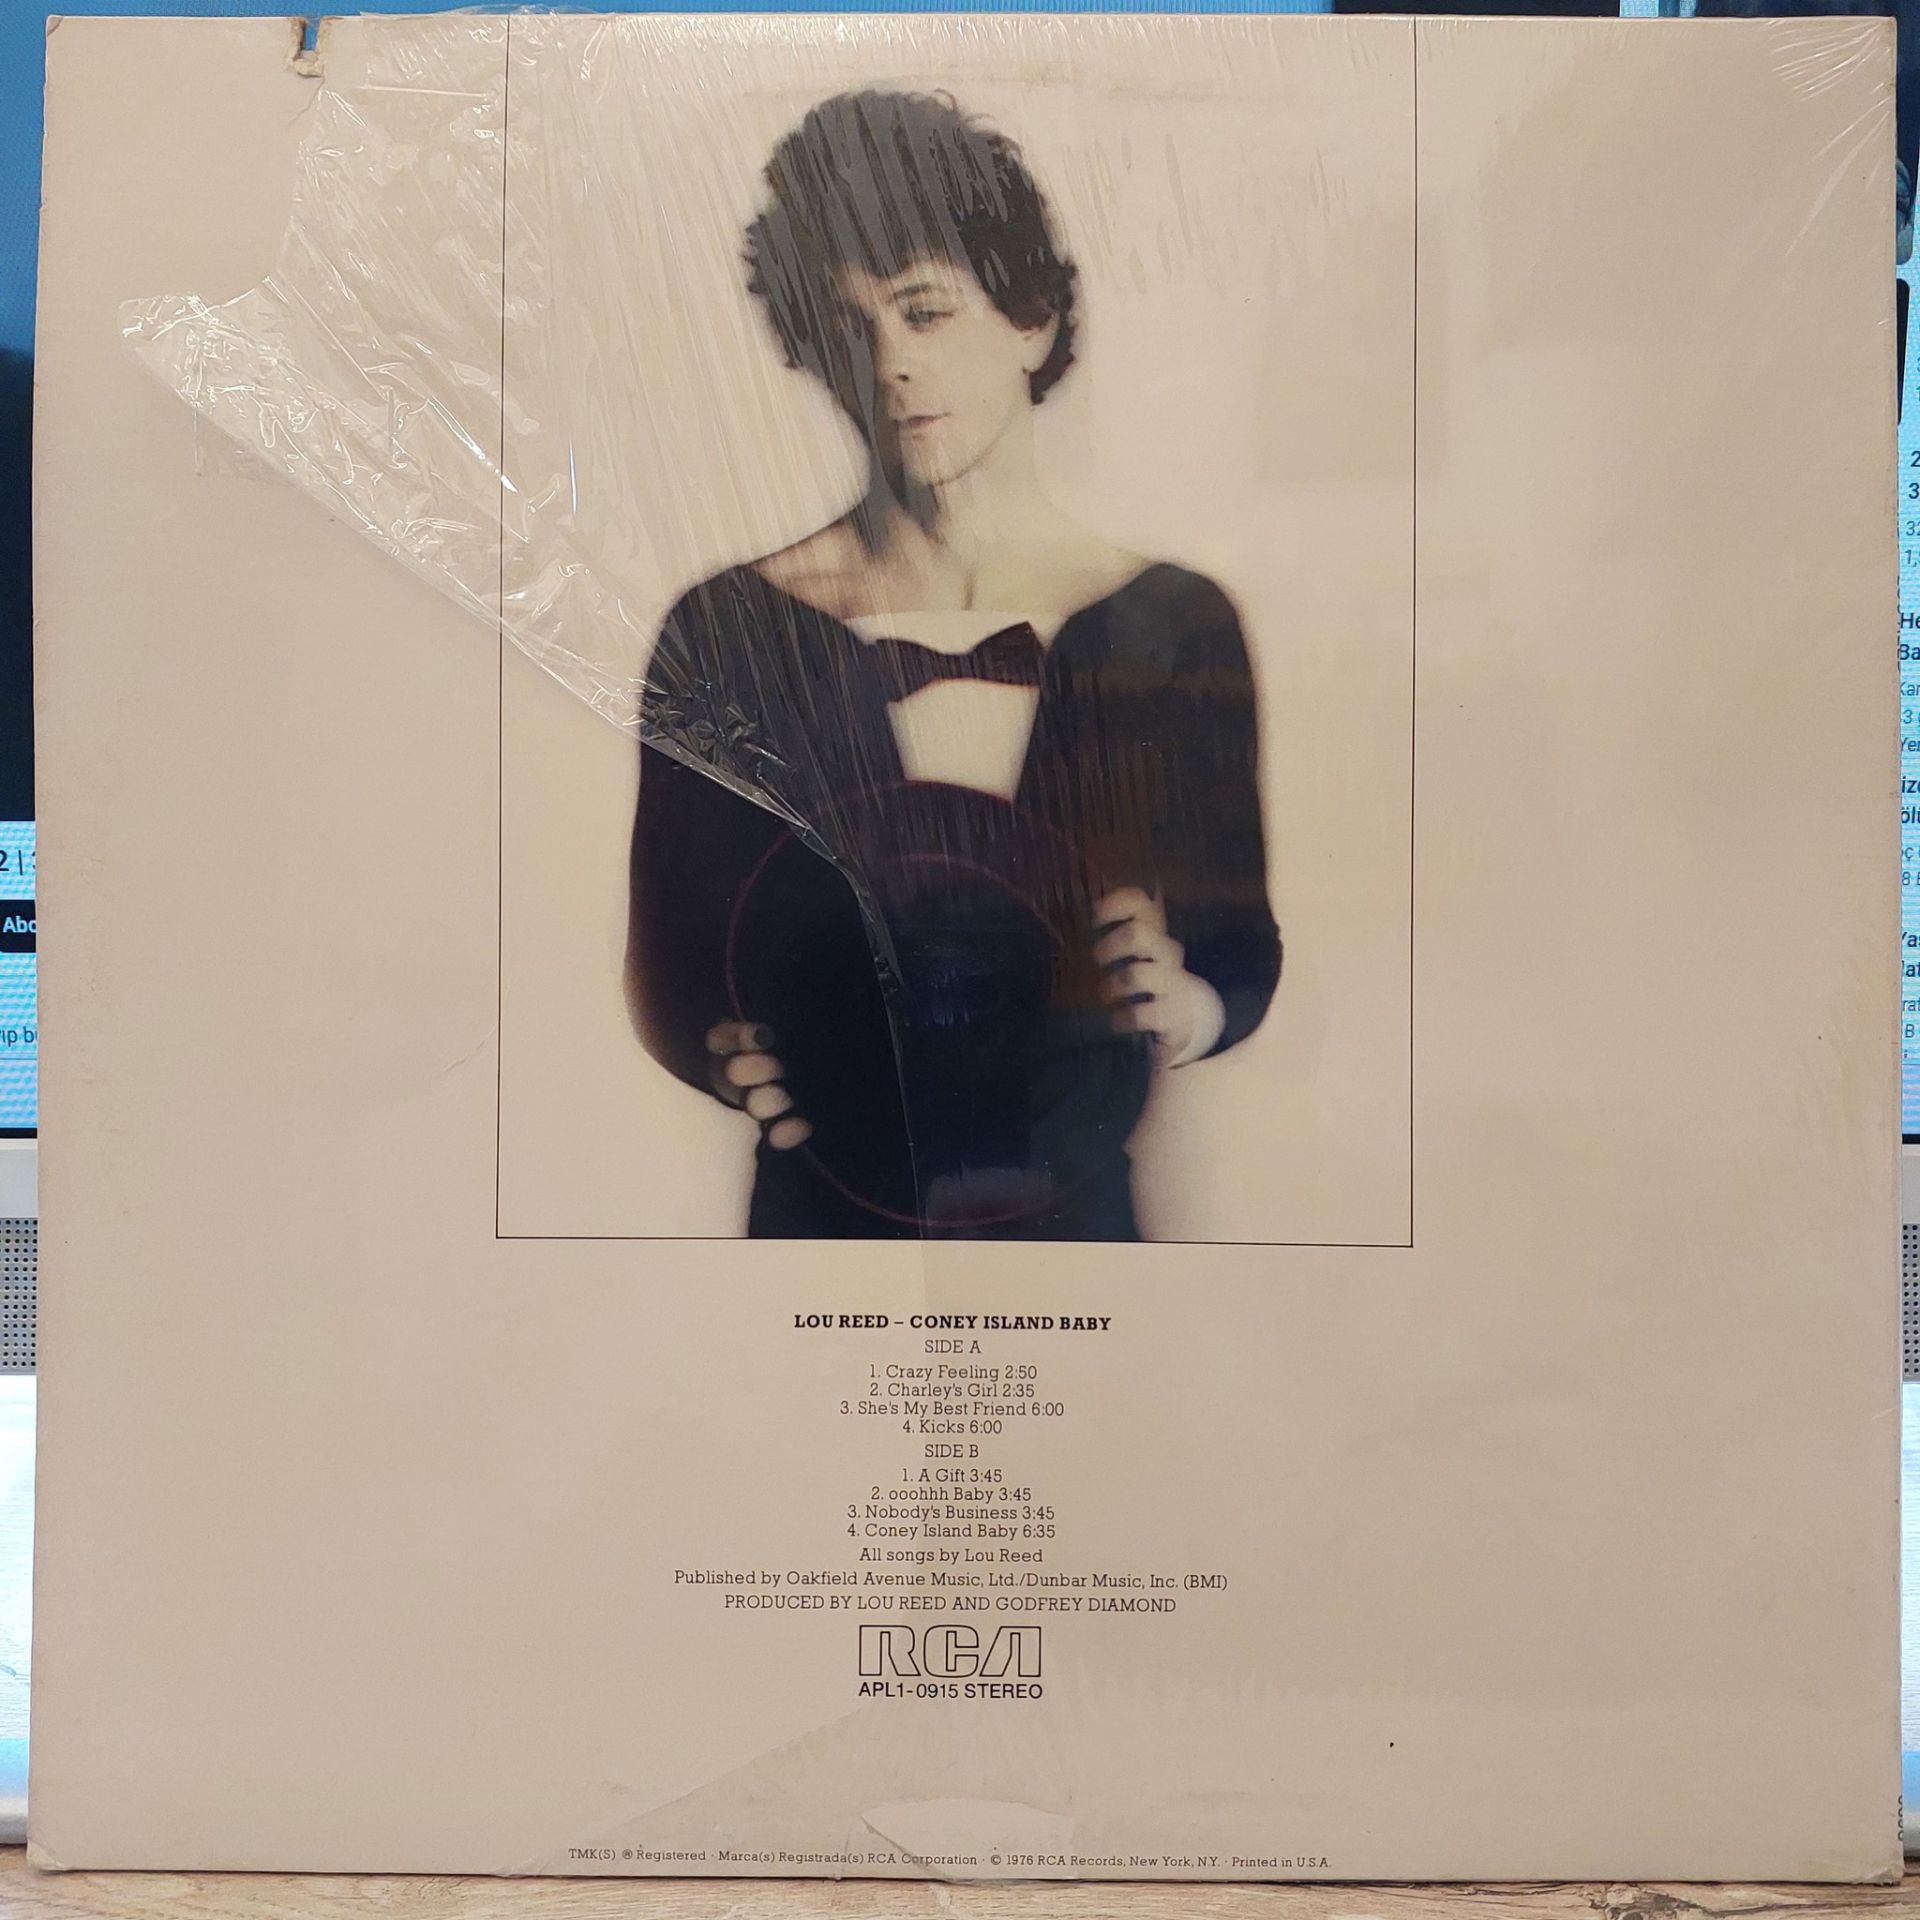 LOU REED – CONEY ISLAND BABY
SIDE A
1. Crazy Feeling 2:50
2. Charley's Girl 2:35
3. She's My Best Friend 6:00
4. Kicks 6:00
SIDE B
1. A Gift 3:45
2. ooohhh Baby 3:45
3. Nobody's Business 3:45
4. Coney Island Baby 6:35
All songs by Lou Reed
Published by Oakfield Avenue Music, Ltd./Dunbar Music, Inc. (BMI)
PRODUCED BY LOU REED AND GODFREY DIAMOND
RCA
APL1-0915 STEREO
TMK(S) ® Registered · Marca(s) Registrada(s) RCA Corporation · © 1976 RCA Records, New York, N.Y. · Printed in U.S.A.